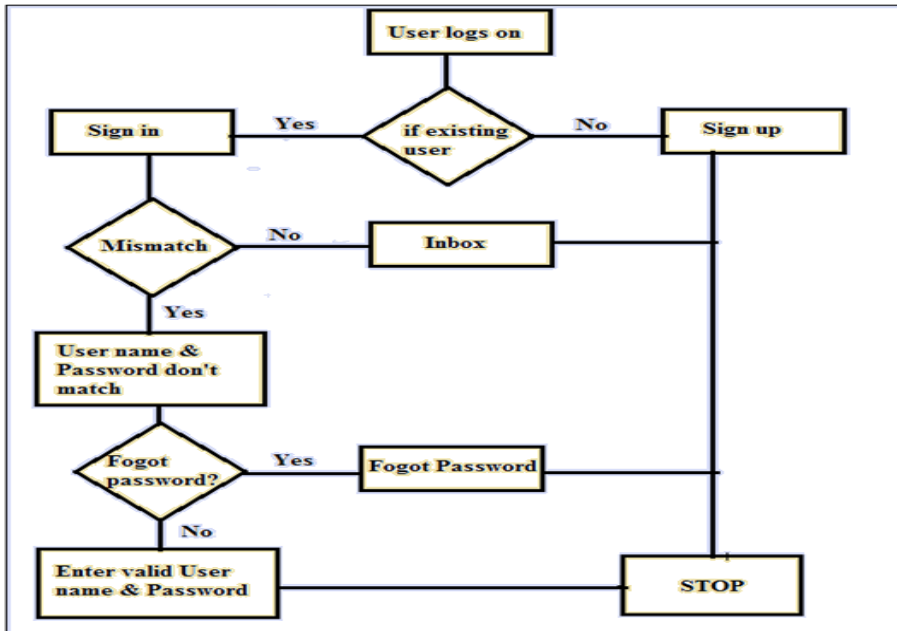 User logs on
Sign in
Yes
if existing
user
No
Sign up
Mismatch
No
Inbox
Yes
User name &
Password don't
match
Fogot
password?
Yes
Fogot Password
No
Enter valid User
name & Password
STOP